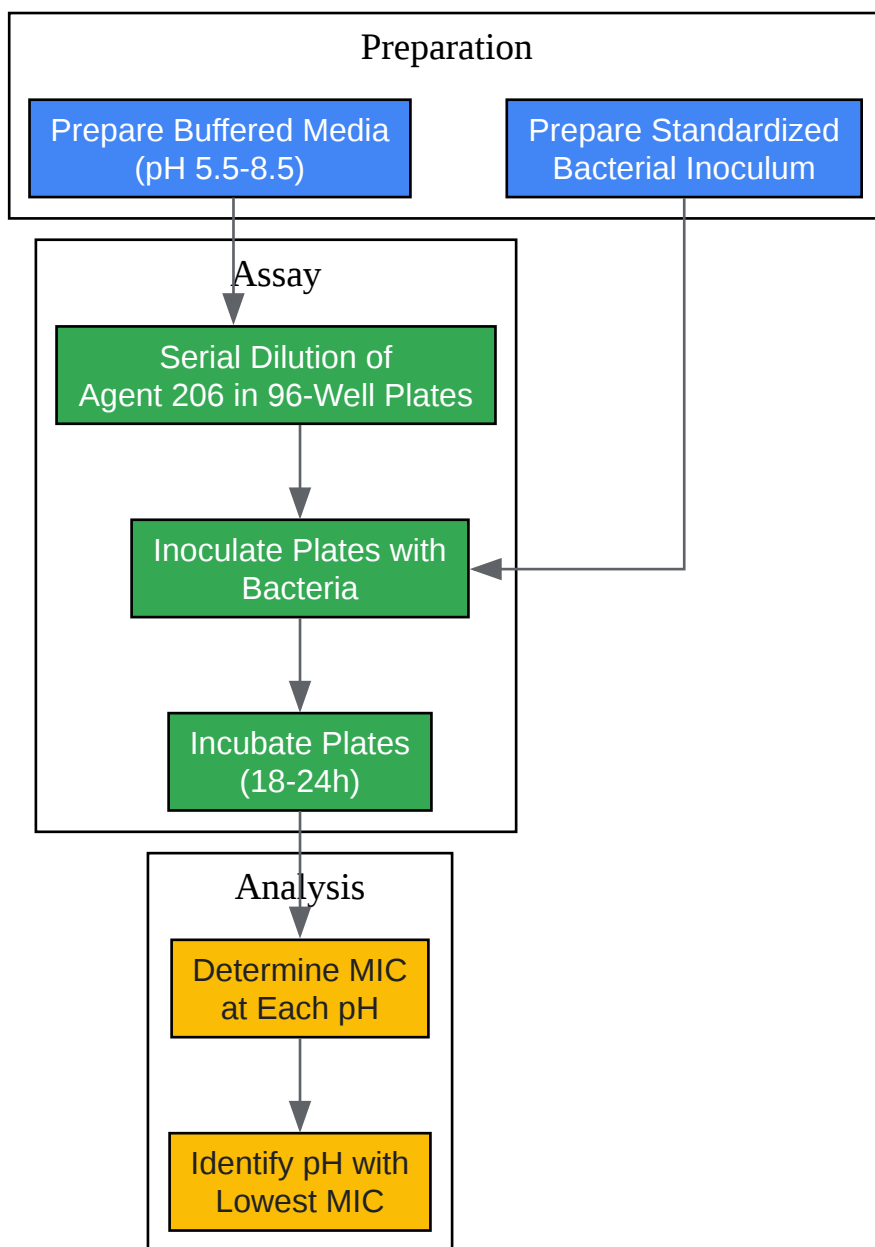 Preparation
Prepare Buffered Media
(pH 5.5-8.5)
Prepare Standardized
Bacterial Inoculum
Assay
Serial Dilution of
Agent 206 in 96-Well Plates
Inoculate Plates with
Bacteria
Incubate Plates
(18-24h)
Analysis
Determine MIC
at Each pH
Identify pH with
Lowest MIC